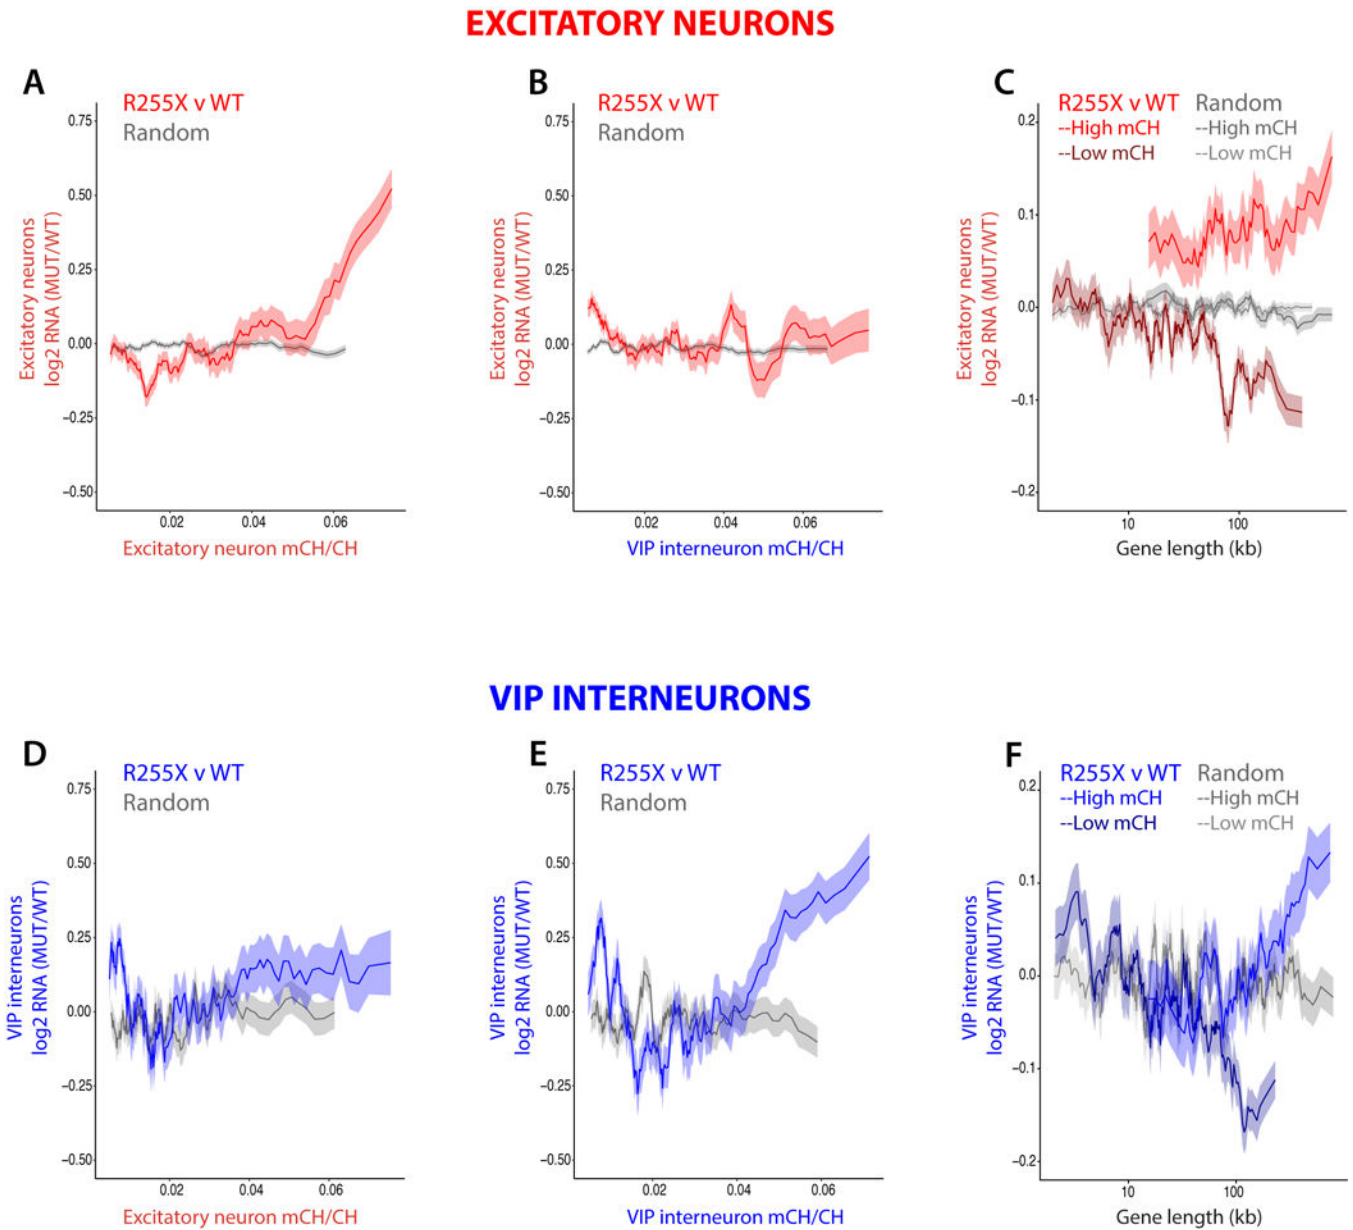 EXCITATORY NEURONS
A
R255X v WT
Random
0.75
0.50
0.25
0.00
−0.25
−0.50
Excitatory neurons
log2 RNA (MUT/WT)
0.02 0.04 0.06
Excitatory neuron mCH/CH
B
R255X v WT
Random
0.75
0.50
0.25
0.00
−0.25
−0.50
Excitatory neurons
log2 RNA (MUT/WT)
0.02 0.04 0.06
VIP interneuron mCH/CH
C
R255X v WT Random
--High mCH --High mCH
--Low mCH --Low mCH
0.2
0.1
0.0
−0.1
−0.2
Excitatory neurons
log2 RNA (MUT/WT)
10 100
Gene length (kb)
VIP INTERNEURONS
D
R255X v WT
Random
0.75
0.50
0.25
0.00
−0.25
−0.50
VIP interneurons
log2 RNA (MUT/WT)
0.02 0.04 0.06
Excitatory neuron mCH/CH
E
R255X v WT
Random
0.75
0.50
0.25
0.00
−0.25
−0.50
VIP interneurons
log2 RNA (MUT/WT)
0.02 0.04 0.06
VIP interneuron mCH/CH
F
R255X v WT Random
--High mCH --High mCH
--Low mCH --Low mCH
0.2
0.1
0.0
−0.1
−0.2
VIP interneurons
log2 RNA (MUT/WT)
10 100
Gene length (kb)